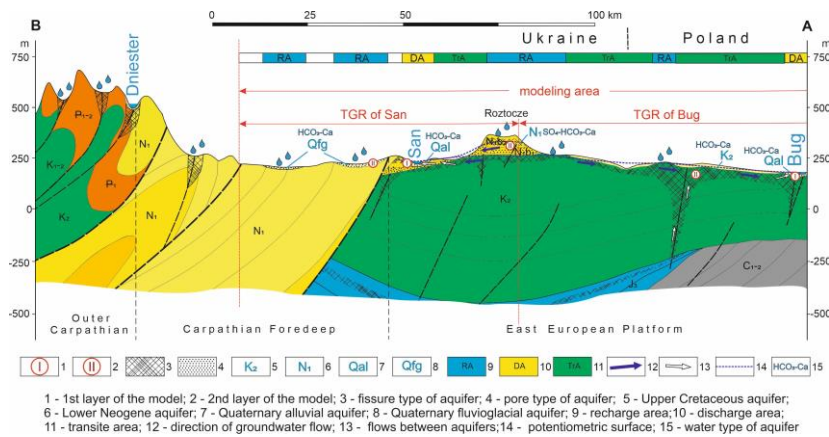 B 0 50 100 km A
Ukraine Poland
m m
RA RA DA TrA RA TrA RA TrA DA
750 750
modeling area
Dniester
500 TGR of San Roztocze TGR of Bug 500
P₁₋₂ N₁
HCO₃-Ca HCO₃-Ca N₁ SO₄-HCO₃-Ca HCO₃-Ca HCO₃-Ca
Qfg II San I Qal II K₂ Qal Bug
250 250
K₁₋₂ P₁ II I
0 K₂ N₁ N₁ K₂ 0
-250 C₁₋₂ -250
J₃
-500 -500
Outer Carpathian Carpathian Foredeep East European Platform
I 1 II 2 3 4 K₂ 5 N₁ 6 Qal 7 Qfg 8 RA 9 DA 10 TrA 11 12 13 14 HCO₃-Ca 15
1 - 1st layer of the model; 2 - 2nd layer of the model; 3 - fissure type of aquifer; 4 - pore type of aquifer; 5 - Upper Cretaceous aquifer;
6 - Lower Neogene aquifer; 7 - Quaternary alluvial aquifer; 8 - Quaternary fluvioglacial aquifer; 9 - recharge area;10 - discharge area;
11 - transite area; 12 - direction of groundwater flow; 13 - flows between aquifers;14 - potentiometric surface; 15 - water type of aquifer